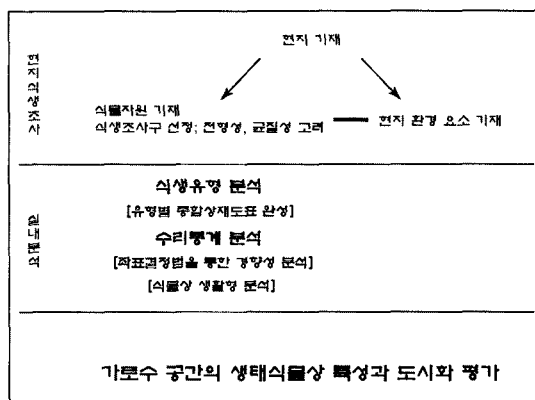 현지 기재
현지식생조사
식물자원 기재
식생조사구 선정; 전형성, 균질성 고려
현지 환경 요소 기재
실내분석
식생유형 분석
[유형별 종합상재도표 완성]
수리통계 분석
[좌표결정법을 통한 경향성 분석]
[식물상 생활형 분석]
가로수 공간의 생태식물상 특성과 도시화 평가